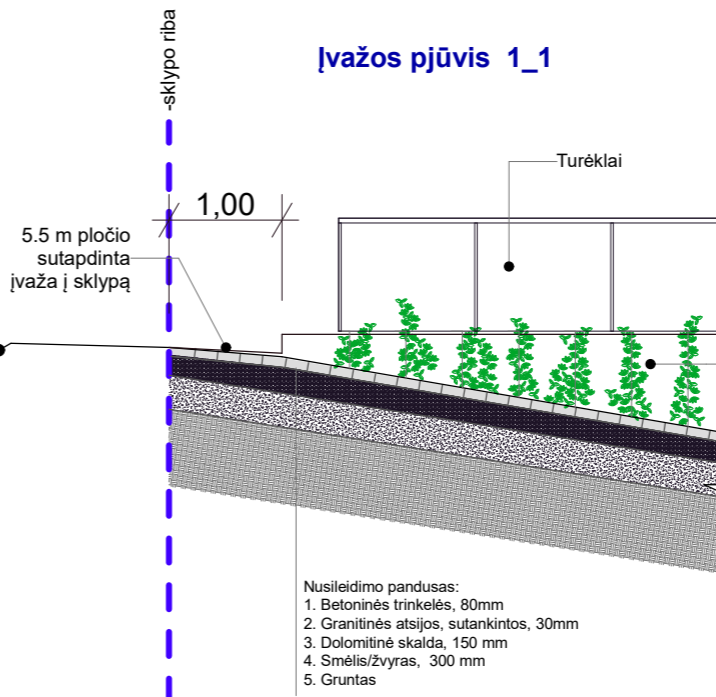 -sklypo riba
Įvažos pjūvis 1_1
Turėklai
1,00
5.5 m pločio
sutapdinta
įvaža į sklypą
Nusileidimo pandusas:
1. Betoninės trinkelės, 80mm
2. Granitinės atsijos, sutankintos, 30mm
3. Dolomitinė skalda, 150 mm
4. Smėlis/žvyras, 300 mm
5. Gruntas